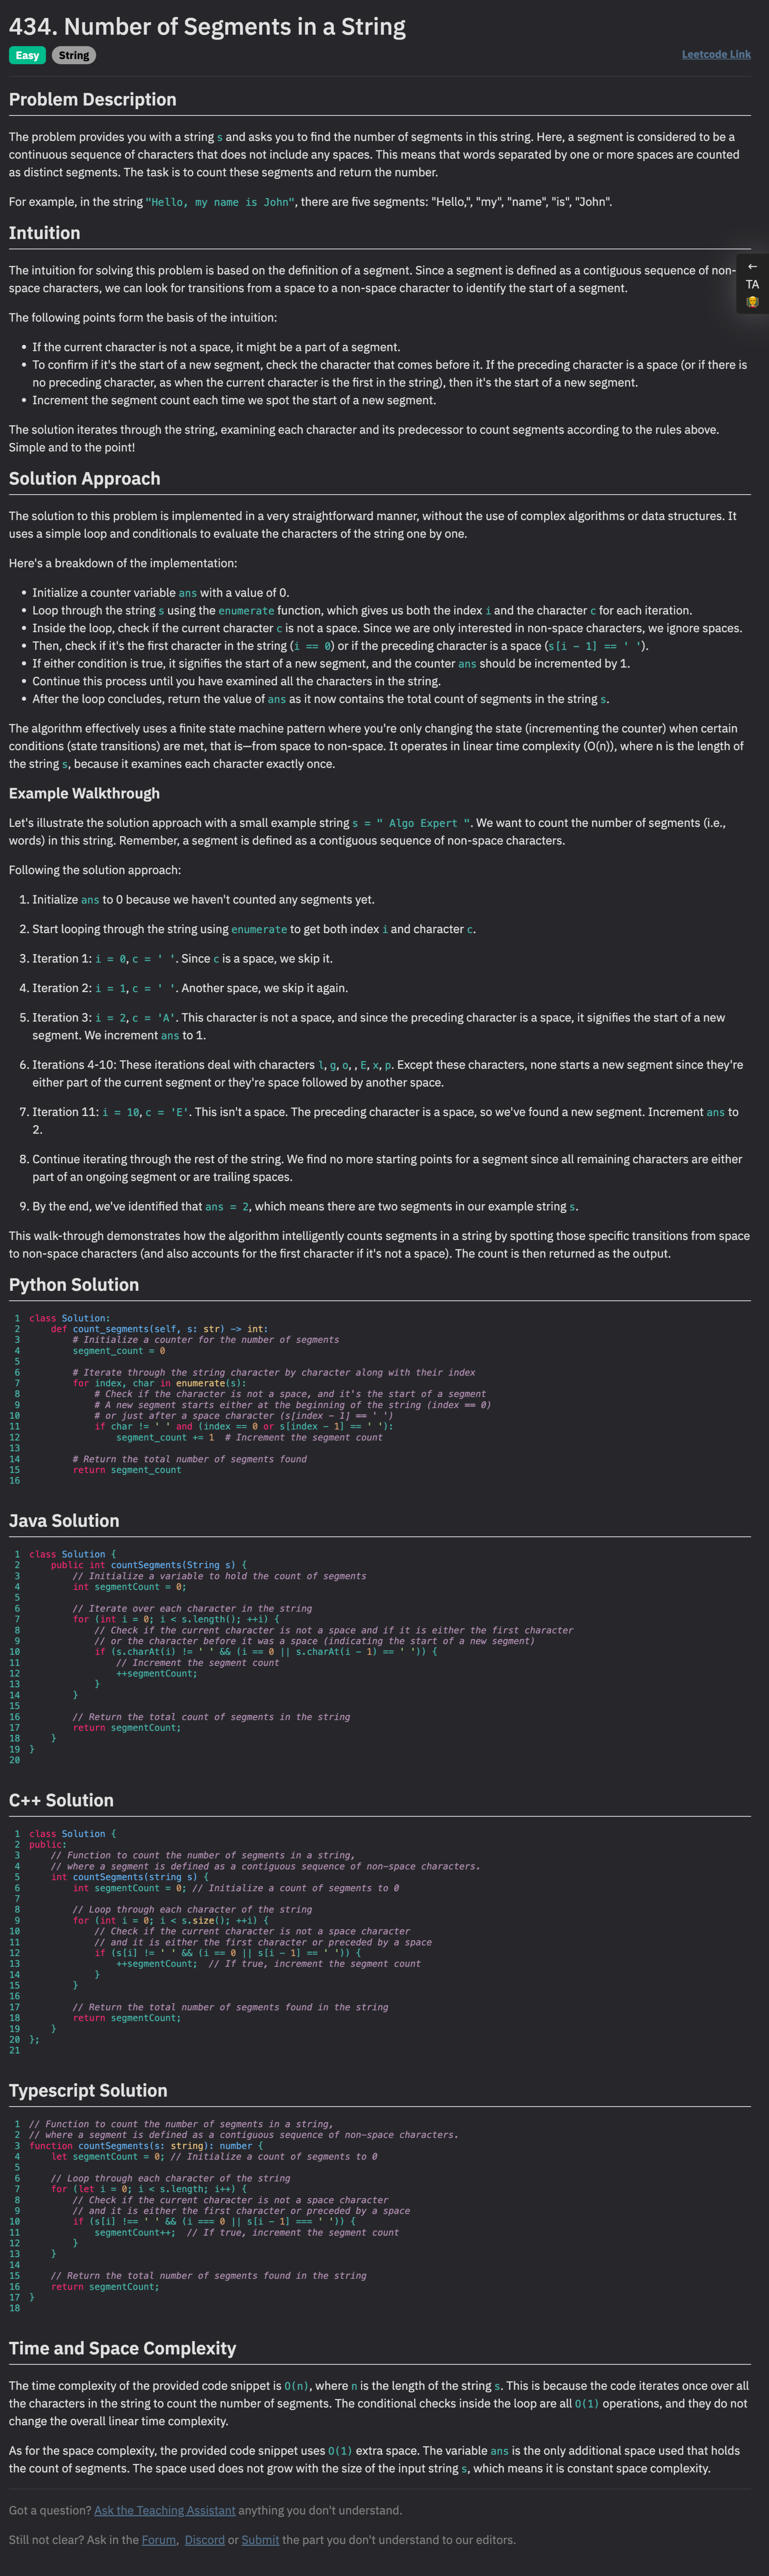 434. Number of Segments in a String
Easy String
Leetcode Link
Problem Description
The problem provides you with a string s and asks you to find the number of segments in this string. Here, a segment is considered to be a
continuous sequence of characters that does not include any spaces. This means that words separated by one or more spaces are counted
as distinct segments. The task is to count these segments and return the number.
For example, in the string "Hello, my name is John", there are five segments: "Hello,", "my", "name", "is", "John".
Intuition
The intuition for solving this problem is based on the definition of a segment. Since a segment is defined as a contiguous sequence of non-
space characters, we can look for transitions from a space to a non-space character to identify the start of a segment.
←
TA
The following points form the basis of the intuition:
• If the current character is not a space, it might be a part of a segment.
• To confirm if it's the start of a new segment, check the character that comes before it. If the preceding character is a space (or if there is
no preceding character, as when the current character is the first in the string), then it's the start of a new segment.
• Increment the segment count each time we spot the start of a new segment.
The solution iterates through the string, examining each character and its predecessor to count segments according to the rules above.
Simple and to the point!
Solution Approach
The solution to this problem is implemented in a very straightforward manner, without the use of complex algorithms or data structures. It
uses a simple loop and conditionals to evaluate the characters of the string one by one.
Here's a breakdown of the implementation:
• Initialize a counter variable ans with a value of 0.
• Loop through the string s using the enumerate function, which gives us both the index i and the character c for each iteration.
• Inside the loop, check if the current character c is not a space. Since we are only interested in non-space characters, we ignore spaces.
• Then, check if it's the first character in the string (i == 0) or if the preceding character is a space (s[i - 1] == ' ').
• If either condition is true, it signifies the start of a new segment, and the counter ans should be incremented by 1.
• Continue this process until you have examined all the characters in the string.
• After the loop concludes, return the value of ans as it now contains the total count of segments in the string s.
The algorithm effectively uses a finite state machine pattern where you're only changing the state (incrementing the counter) when certain
conditions (state transitions) are met, that is—from space to non-space. It operates in linear time complexity (O(n)), where n is the length of
the string s, because it examines each character exactly once.
Example Walkthrough
Let's illustrate the solution approach with a small example string s = " Algo Expert ". We want to count the number of segments (i.e.,
words) in this string. Remember, a segment is defined as a contiguous sequence of non-space characters.
Following the solution approach:
1. Initialize ans to 0 because we haven't counted any segments yet.
2. Start looping through the string using enumerate to get both index i and character c.
3. Iteration 1: i = 0, c = ' '. Since c is a space, we skip it.
4. Iteration 2: i = 1, c = ' '. Another space, we skip it again.
5. Iteration 3: i = 2, c = 'A'. This character is not a space, and since the preceding character is a space, it signifies the start of a new
segment. We increment ans to 1.
6. Iterations 4-10: These iterations deal with characters l, g, o, , E, x, p. Except these characters, none starts a new segment since they're
either part of the current segment or they're space followed by another space.
7. Iteration 11: i = 10, c = 'E'. This isn't a space. The preceding character is a space, so we've found a new segment. Increment ans to
2.
8. Continue iterating through the rest of the string. We find no more starting points for a segment since all remaining characters are either
part of an ongoing segment or are trailing spaces.
9. By the end, we've identified that ans = 2, which means there are two segments in our example string s.
This walk-through demonstrates how the algorithm intelligently counts segments in a string by spotting those specific transitions from space
to non-space characters (and also accounts for the first character if it's not a space). The count is then returned as the output.
Python Solution
1 class Solution:
2     def count_segments(self, s: str) -> int:
3         # Initialize a counter for the number of segments
4         segment_count = 0
5
6         # Iterate through the string character by character along with their index
7         for index, char in enumerate(s):
8             # Check if the character is not a space, and it's the start of a segment
9             # A new segment starts either at the beginning of the string (index == 0)
10             # or just after a space character (s[index - 1] == ' ')
11             if char != ' ' and (index == 0 or s[index - 1] == ' '):
12                 segment_count += 1  # Increment the segment count
13
14         # Return the total number of segments found
15         return segment_count
16
Java Solution
1 class Solution {
2     public int countSegments(String s) {
3         // Initialize a variable to hold the count of segments
4         int segmentCount = 0;
5
6         // Iterate over each character in the string
7         for (int i = 0; i < s.length(); ++i) {
8             // Check if the current character is not a space and if it is either the first character
9             // or the character before it was a space (indicating the start of a new segment)
10             if (s.charAt(i) != ' ' && (i == 0 || s.charAt(i - 1) == ' ')) {
11                 // Increment the segment count
12                 ++segmentCount;
13             }
14         }
15
16         // Return the total count of segments in the string
17         return segmentCount;
18     }
19 }
20
C++ Solution
1 class Solution {
2 public:
3     // Function to count the number of segments in a string,
4     // where a segment is defined as a contiguous sequence of non-space characters.
5     int countSegments(string s) {
6         int segmentCount = 0; // Initialize a count of segments to 0
7
8         // Loop through each character of the string
9         for (int i = 0; i < s.size(); ++i) {
10             // Check if the current character is not a space character
11             // and it is either the first character or preceded by a space
12             if (s[i] != ' ' && (i == 0 || s[i - 1] == ' ')) {
13                 ++segmentCount;  // If true, increment the segment count
14             }
15         }
16
17         // Return the total number of segments found in the string
18         return segmentCount;
19     }
20 };
21
Typescript Solution
1 // Function to count the number of segments in a string,
2 // where a segment is defined as a contiguous sequence of non-space characters.
3 function countSegments(s: string): number {
4     let segmentCount = 0; // Initialize a count of segments to 0
5
6     // Loop through each character of the string
7     for (let i = 0; i < s.length; i++) {
8         // Check if the current character is not a space character
9         // and it is either the first character or preceded by a space
10         if (s[i] !== ' ' && (i === 0 || s[i - 1] === ' ')) {
11             segmentCount++;  // If true, increment the segment count
12         }
13     }
14
15     // Return the total number of segments found in the string
16     return segmentCount;
17 }
18
Time and Space Complexity
The time complexity of the provided code snippet is O(n), where n is the length of the string s. This is because the code iterates once over all
the characters in the string to count the number of segments. The conditional checks inside the loop are all O(1) operations, and they do not
change the overall linear time complexity.
As for the space complexity, the provided code snippet uses O(1) extra space. The variable ans is the only additional space used that holds
the count of segments. The space used does not grow with the size of the input string s, which means it is constant space complexity.
Got a question? Ask the Teaching Assistant anything you don't understand.
Still not clear? Ask in the Forum, Discord or Submit the part you don't understand to our editors.